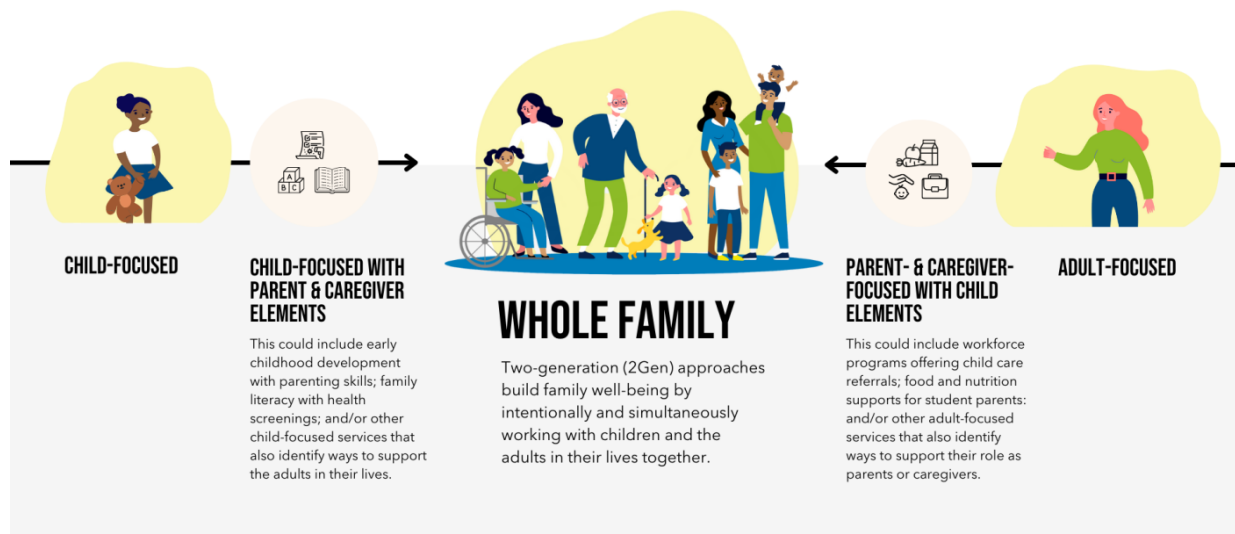 CHILD-FOCUSED
CHILD-FOCUSED WITH
PARENT & CAREGIVER
ELEMENTS
This could include early
childhood development
with parenting skills; family
literacy with health
screenings; and/or other
child-focused services that
also identify ways to support
the adults in their lives.
A
B C
WHOLE FAMILY
Two-generation (2Gen) approaches
build family well-being by
intentionally and simultaneously
working with children and the
adults in their lives together.
PARENT- & CAREGIVER-
FOCUSED WITH CHILD
ELEMENTS
This could include workforce
programs offering child care
referrals; food and nutrition
supports for student parents:
and/or other adult-focused
services that also identify
ways to support their role as
parents or caregivers.
ADULT-FOCUSED